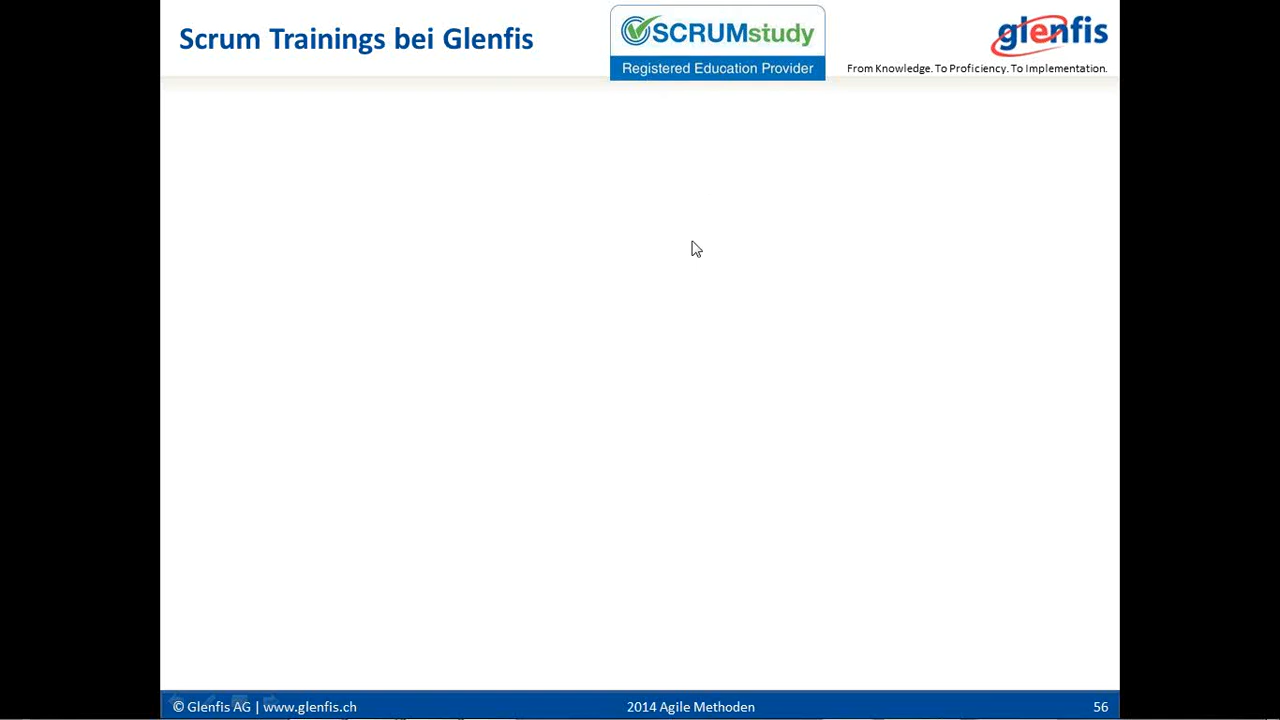 Scrum Trainings bei Glenfis
SCRUMstudy
Registered Education Provider
glenfis
From Knowledge. To Proficiency. To Implementation.
© Glenfis AG | www.glenfis.ch
2014 Agile Methoden
56